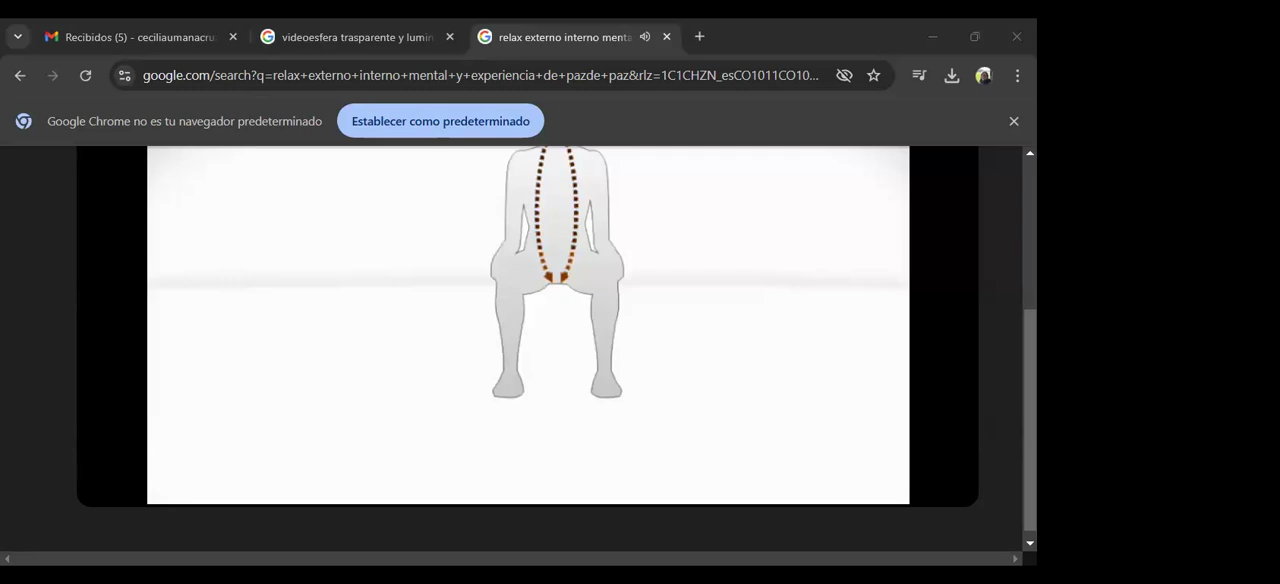 Recibidos (5) - ceciliaumanacru
videoesfera trasparente y lumin
relax externo interno menta
google.com/search?q=relax+externo+interno+mental+y+experiencia+de+pazde+paz&rlz=1C1CHZN_esCO1011CO10...
Google Chrome no es tu navegador predeterminado
Establecer como predeterminado